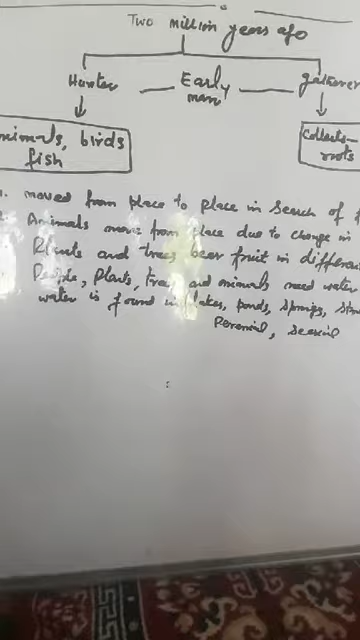 Two million years ago
Hunter — Early man — gatherer
animals, birds
fish
collects
roots
moved from place to place in search of
Animals move from place due to change in
Plants and trees bear fruit in different
People, Plants, trees and animals need water
water is found in lakes, ponds, springs,
Perennial,